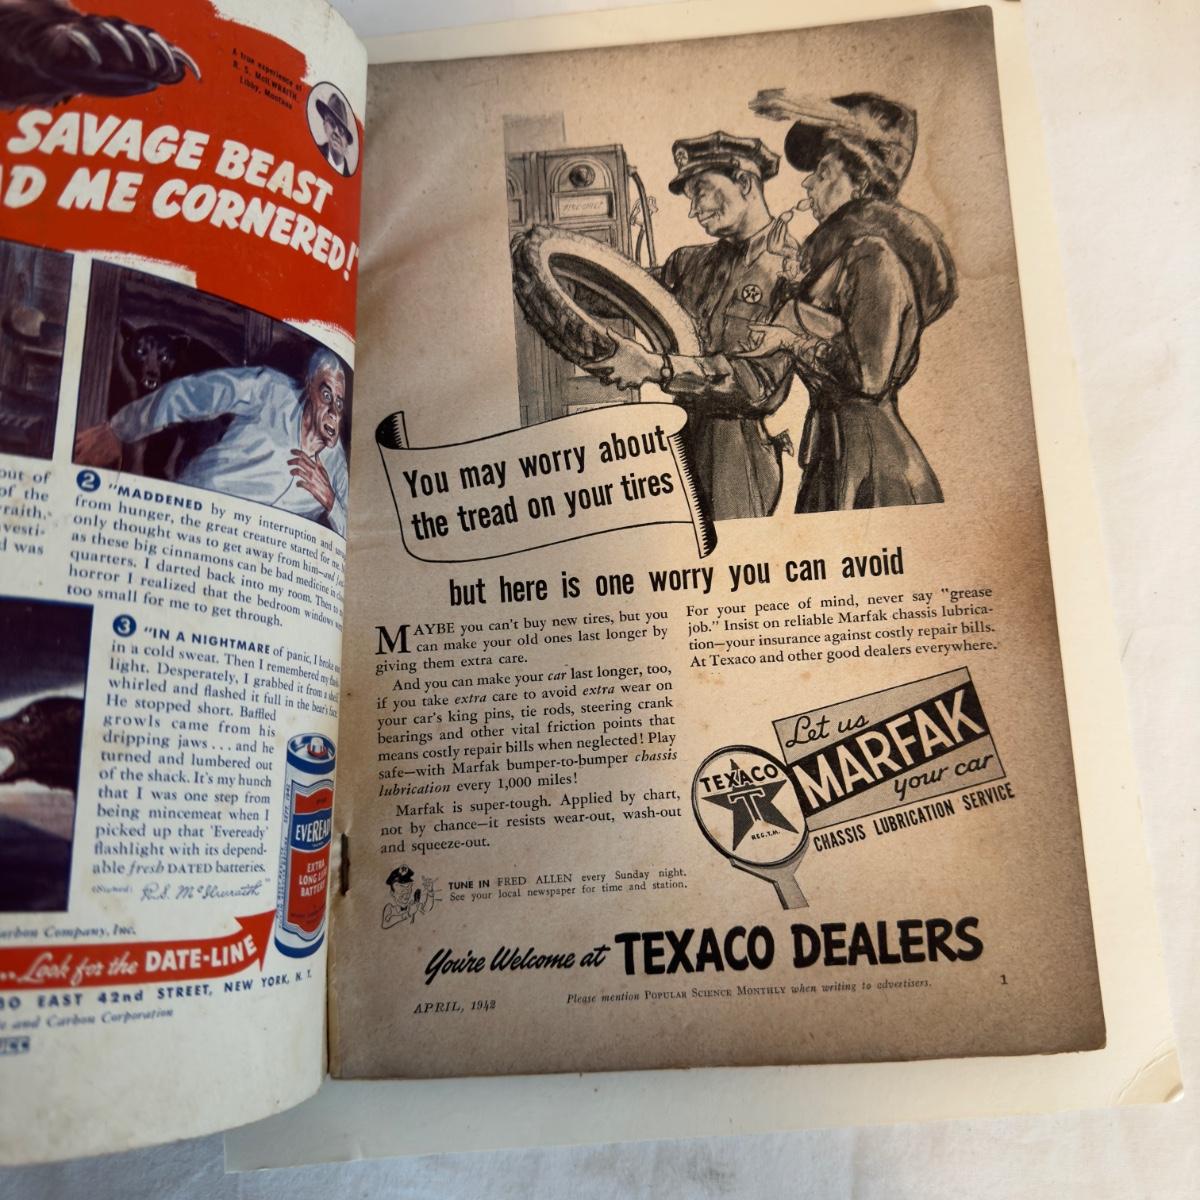 A true experience of
R. S. McILWRAITH,
Libby, Montana
SAVAGE BEAST
AD ME CORNERED!"
out of
of the
raith,
vesti-
d was
2 "MADDENED by my interruption and
from hunger, the great creature started for me.
only thought was to get away from him—and
as these big cinnamons can be bad medicine in
quarters. I darted back into my room. Then to
horror I realized that the bedroom windows were
too small for me to get through.
3 "IN A NIGHTMARE of panic, I broke
in a cold sweat. Then I remembered my
light. Desperately, I grabbed it from a
whirled and flashed it full in the bear's face.
He stopped short. Baffled
growls came from his
dripping jaws . . . and he
turned and lumbered out
of the shack. It's my hunch
that I was one step from
being mincemeat when I
picked up that 'Eveready'
flashlight with its depend-
able fresh DATED batteries.
(Signed) R.S. McIlwraith"
EVEREADY
EXTRA
LONG LIFE
BATTERY
Carbon Company, Inc.
...Look for the DATE-LINE
30 EAST 42nd STREET, NEW YORK, N. Y.
and Carbon Corporation
FIRE-CHIEF
You may worry about
the tread on your tires
but here is one worry you can avoid
MAYBE you can't buy new tires, but you
can make your old ones last longer by
giving them extra care.
And you can make your car last longer, too,
if you take extra care to avoid extra wear on
your car's king pins, tie rods, steering crank
bearings and other vital friction points that
means costly repair bills when neglected! Play
safe—with Marfak bumper-to-bumper chassis
lubrication every 1,000 miles!
Marfak is super-tough. Applied by chart,
not by chance—it resists wear-out, wash-out
and squeeze-out.
For your peace of mind, never say "grease
job." Insist on reliable Marfak chassis lubrica-
tion—your insurance against costly repair bills.
At Texaco and other good dealers everywhere.
Let us
MARFAK
your car
CHASSIS LUBRICATION SERVICE
TEXACO
T
REG. T.M.
TUNE IN FRED ALLEN every Sunday night.
See your local newspaper for time and station.
You're Welcome at TEXACO DEALERS
APRIL, 1942
Please mention POPULAR SCIENCE MONTHLY when writing to advertisers.
1